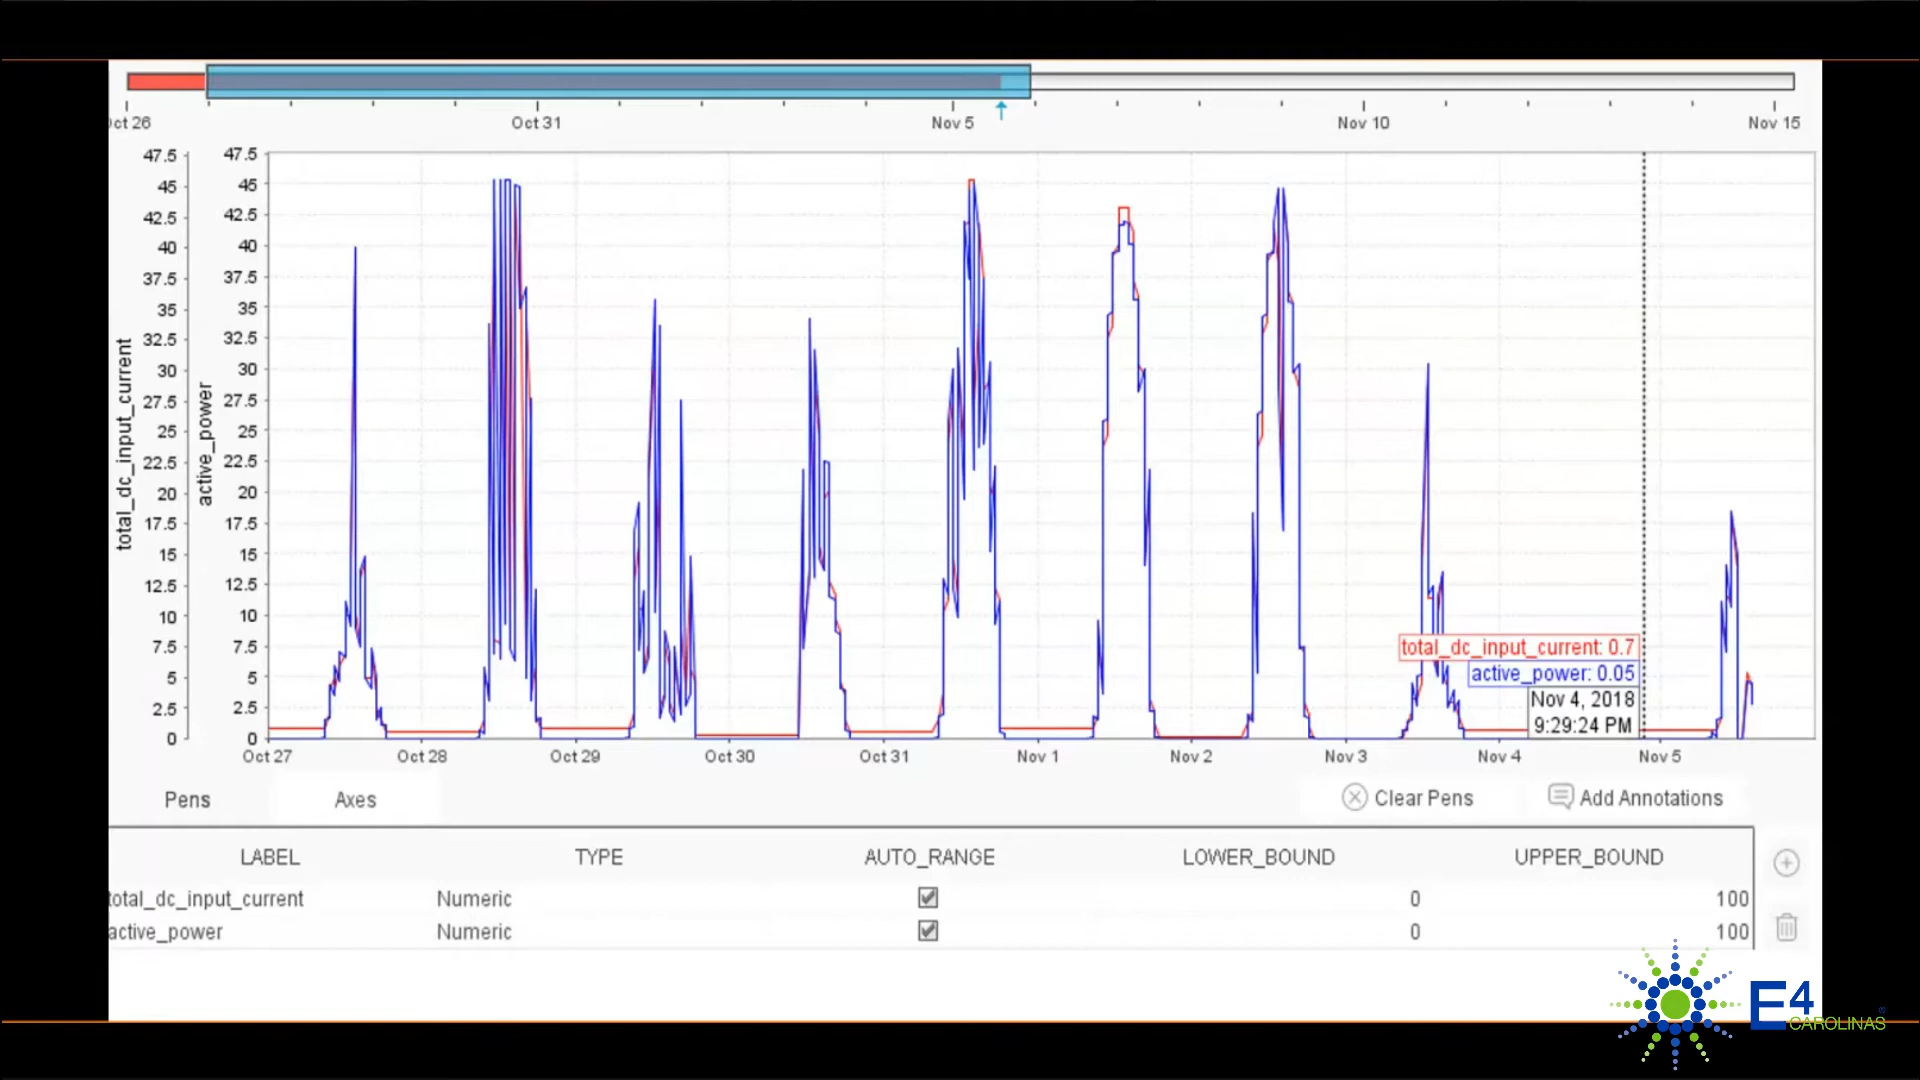 Oct 26 Oct 31 Nov 5 Nov 10 Nov 15
total_dc_input_current
47.5
45
42.5
40
37.5
35
32.5
30
27.5
25
22.5
20
17.5
15
12.5
10
7.5
5
2.5
0
active_power
47.5
45
42.5
40
37.5
35
32.5
30
27.5
25
22.5
20
17.5
15
12.5
10
7.5
5
2.5
0
total_dc_input_current: 0.7
active_power: 0.05
Nov 4, 2018
9:29:24 PM
Oct 27 Oct 28 Oct 29 Oct 30 Oct 31 Nov 1 Nov 2 Nov 3 Nov 4 Nov 5
Pens Axes Clear Pens Add Annotations
LABEL TYPE AUTO_RANGE LOWER_BOUND UPPER_BOUND
total_dc_input_current Numeric 0 100
active_power Numeric 0 100
E4
CAROLINAS